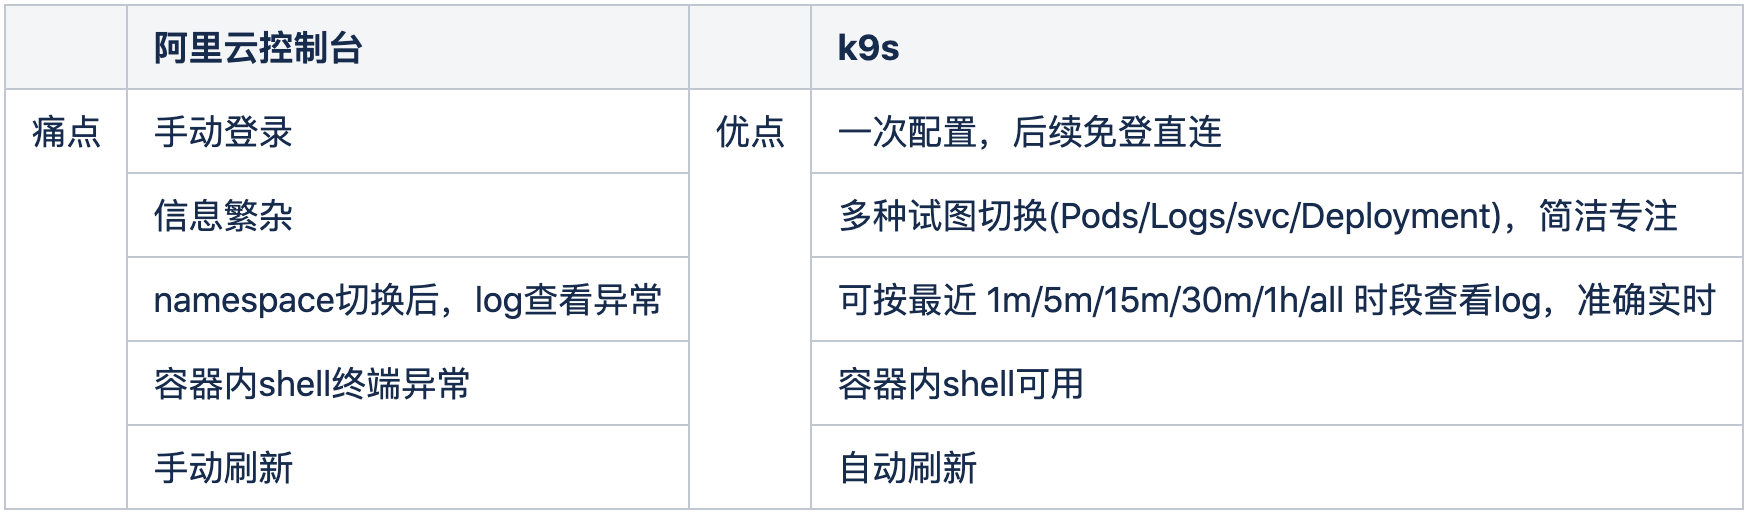 阿里云控制台 k9s
痛点 手动登录 优点 一次配置，后续免登直连
信息繁杂 多种试图切换(Pods/Logs/svc/Deployment)，简洁专注
namespace切换后，log查看异常 可按最近 1m/5m/15m/30m/1h/all 时段查看log，准确实时
容器内shell终端异常 容器内shell可用
手动刷新 自动刷新